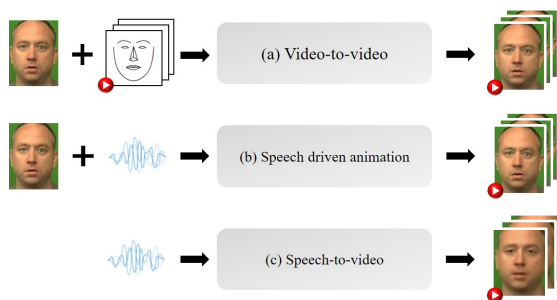 (a) Video-to-video
(b) Speech driven animation
(c) Speech-to-video